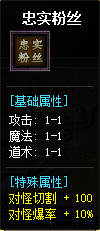 忠实粉丝
忠实
粉丝
[基础属性]
攻击: 1-1
魔法: 1-1
道术: 1-1
[特殊属性]
对怪切割 + 100
对怪爆率 + 10%